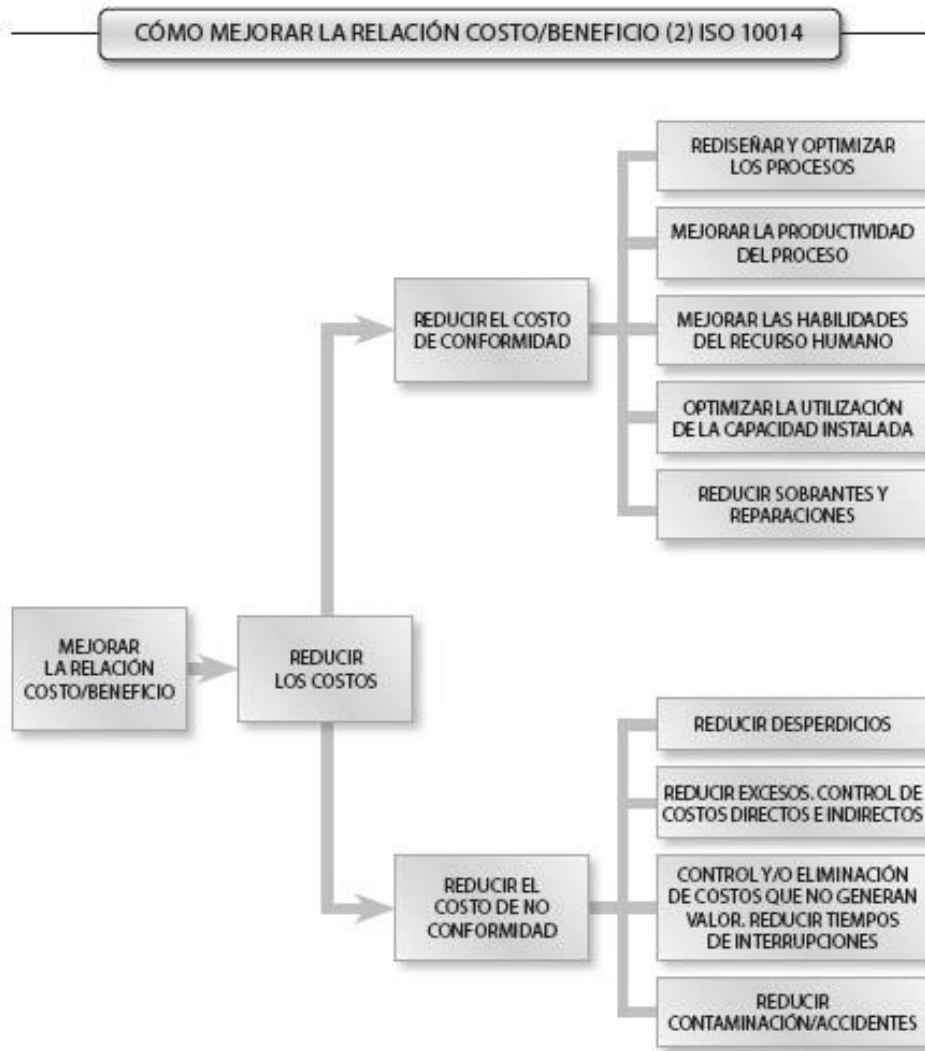 CÓMO MEJORAR LA RELACIÓN COSTO/BENEFICIO (2) ISO 10014
REDISEÑAR Y OPTIMIZAR
LOS PROCESOS
MEJORAR LA PRODUCTIVIDAD
DEL PROCESO
REDUCIR EL COSTO
DE CONFORMIDAD
MEJORAR LAS HABILIDADES
DEL RECURSO HUMANO
OPTIMIZAR LA UTILIZACIÓN
DE LA CAPACIDAD INSTALADA
REDUCIR SOBRANTES Y
REPARACIONES
MEJORAR
LA RELACIÓN
COSTO/BENEFICIO
REDUCIR
LOS COSTOS
REDUCIR DESPERDICIOS
REDUCIR EXCESOS. CONTROL DE
COSTOS DIRECTOS E INDIRECTOS
REDUCIR EL
COSTO DE NO
CONFORMIDAD
CONTROL Y/O ELIMINACIÓN
DE COSTOS QUE NO GENERAN
VALOR. REDUCIR TIEMPOS
DE INTERRUPCIONES
REDUCIR
CONTAMINACIÓN/ACCIDENTES